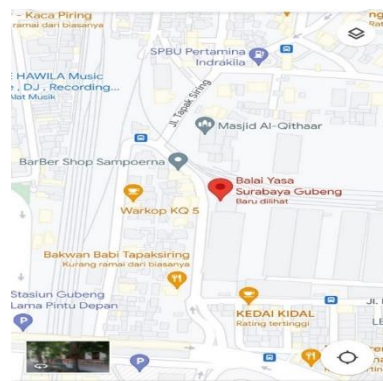 - Kaca Piring
ramai dari biasanya
SPBU Pertamina
Indrakila
HAWILA Music
, DJ , Recording...
Alat Musik
Jl. Tapak Siring
Masjid Al-Qithaar
BarBer Shop Sampoerna
Balai Yasa
Surabaya Gubeng
Baru dilihat
Warkop KQ 5
Bakwan Babi Tapaksiring
Kurang ramai dari biasanya
Stasiun Gubeng
Lama Pintu Depan
P
KEDAI KIDAL
Rating tertinggi
P